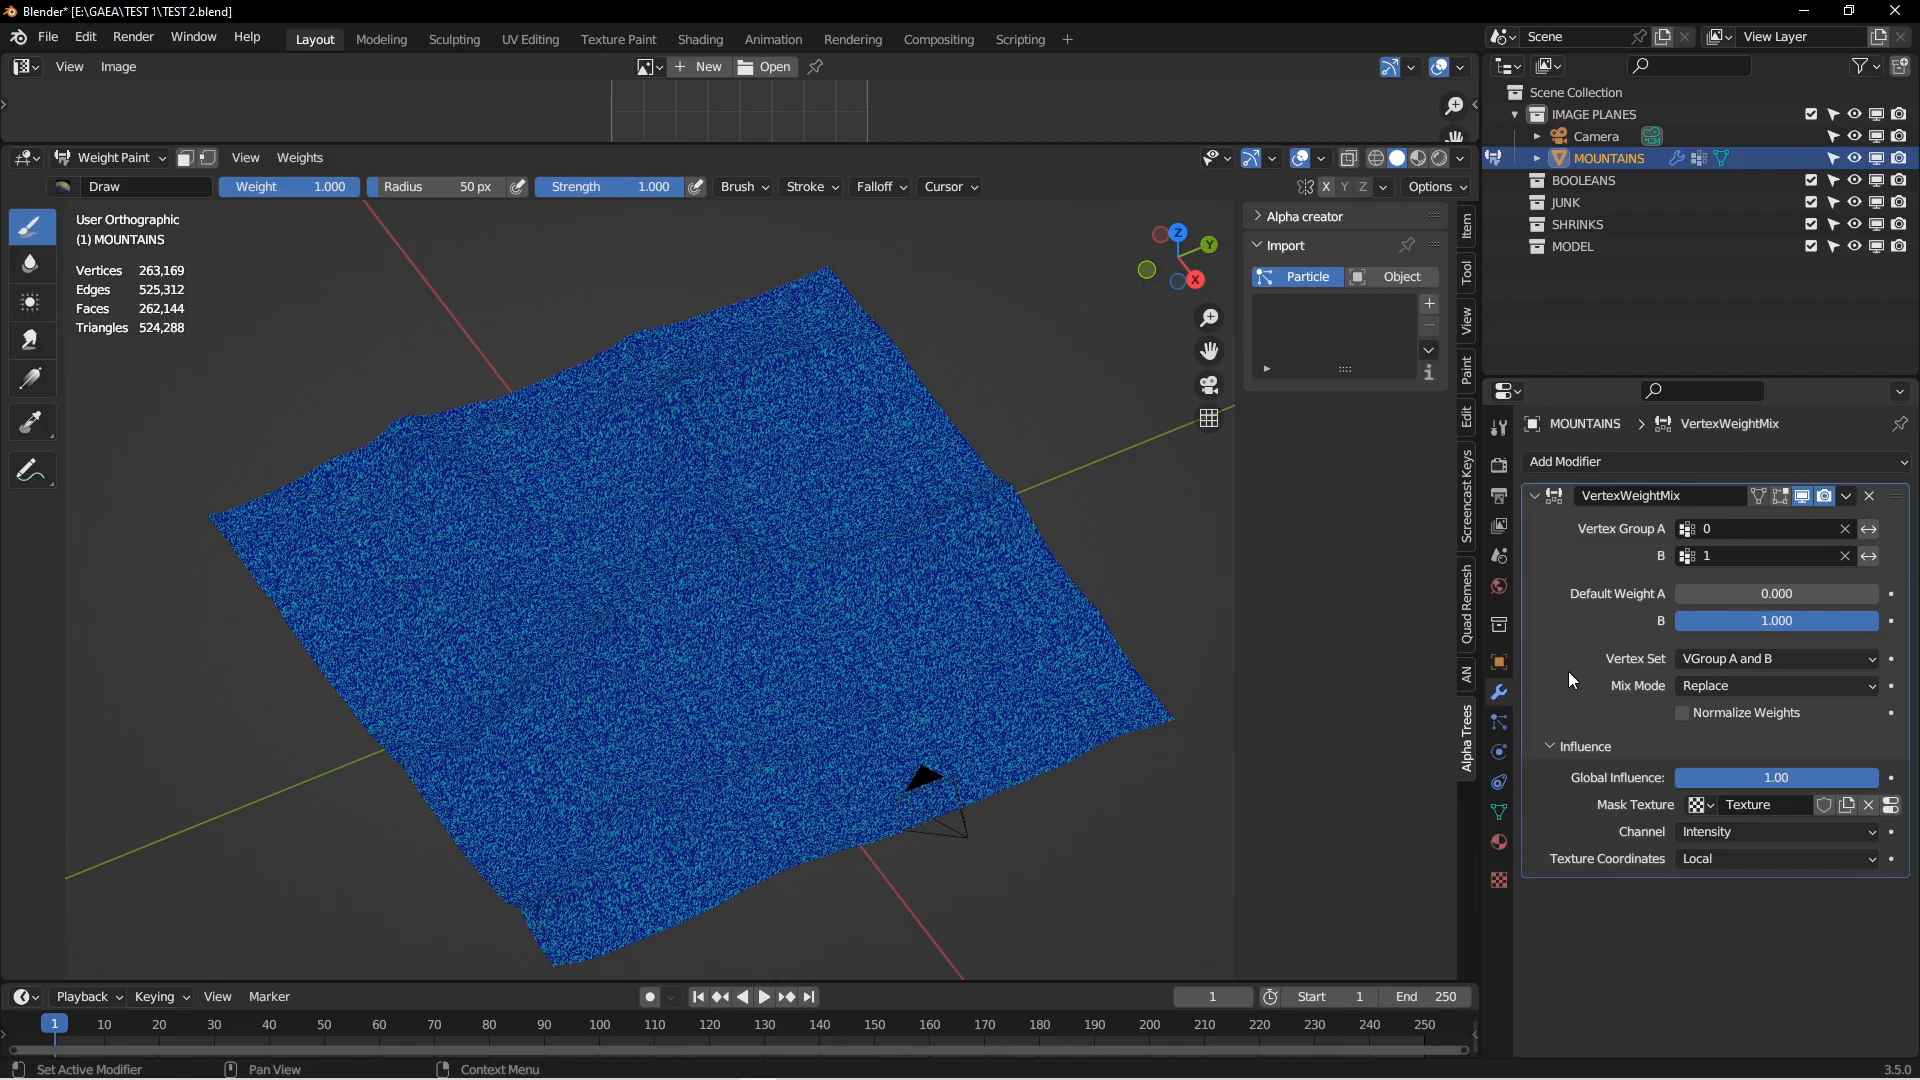 Blender* [E:\GAEA\TEST 1\TEST 2.blend]
File Edit Render Window Help Layout Modeling Sculpting UV Editing Texture Paint Shading Animation Rendering Compositing Scripting +
Scene View Layer
View Image New Open
Scene Collection
IMAGE PLANES
Camera
MOUNTAINS
BOOLEANS
JUNK
SHRINKS
MODEL
Weight Paint View Weights
Draw Weight 1.000 Radius 50 px Strength 1.000 Brush Stroke Falloff Cursor X Y Z Options
User Orthographic
(1) MOUNTAINS
Vertices 263,169
Edges 525,312
Faces 262,144
Triangles 524,288
Z
Y
X
Alpha creator
Import
Particle Object
Item
Tool
View
Paint
Edit
Screencast Keys
Quad Remesh
AN
Alpha Trees
MOUNTAINS VertexWeightMix
Add Modifier
VertexWeightMix
Vertex Group A 0
B 1
Default Weight A 0.000
B 1.000
Vertex Set VGroup A and B
Mix Mode Replace
Normalize Weights
Influence
Global Influence: 1.00
Mask Texture Texture
Channel Intensity
Texture Coordinates Local
Playback Keying View Marker 1 Start 1 End 250
1 10 20 30 40 50 60 70 80 90 100 110 120 130 140 150 160 170 180 190 200 210 220 230 240 250
Set Active Modifier Pan View Context Menu 3.5.0